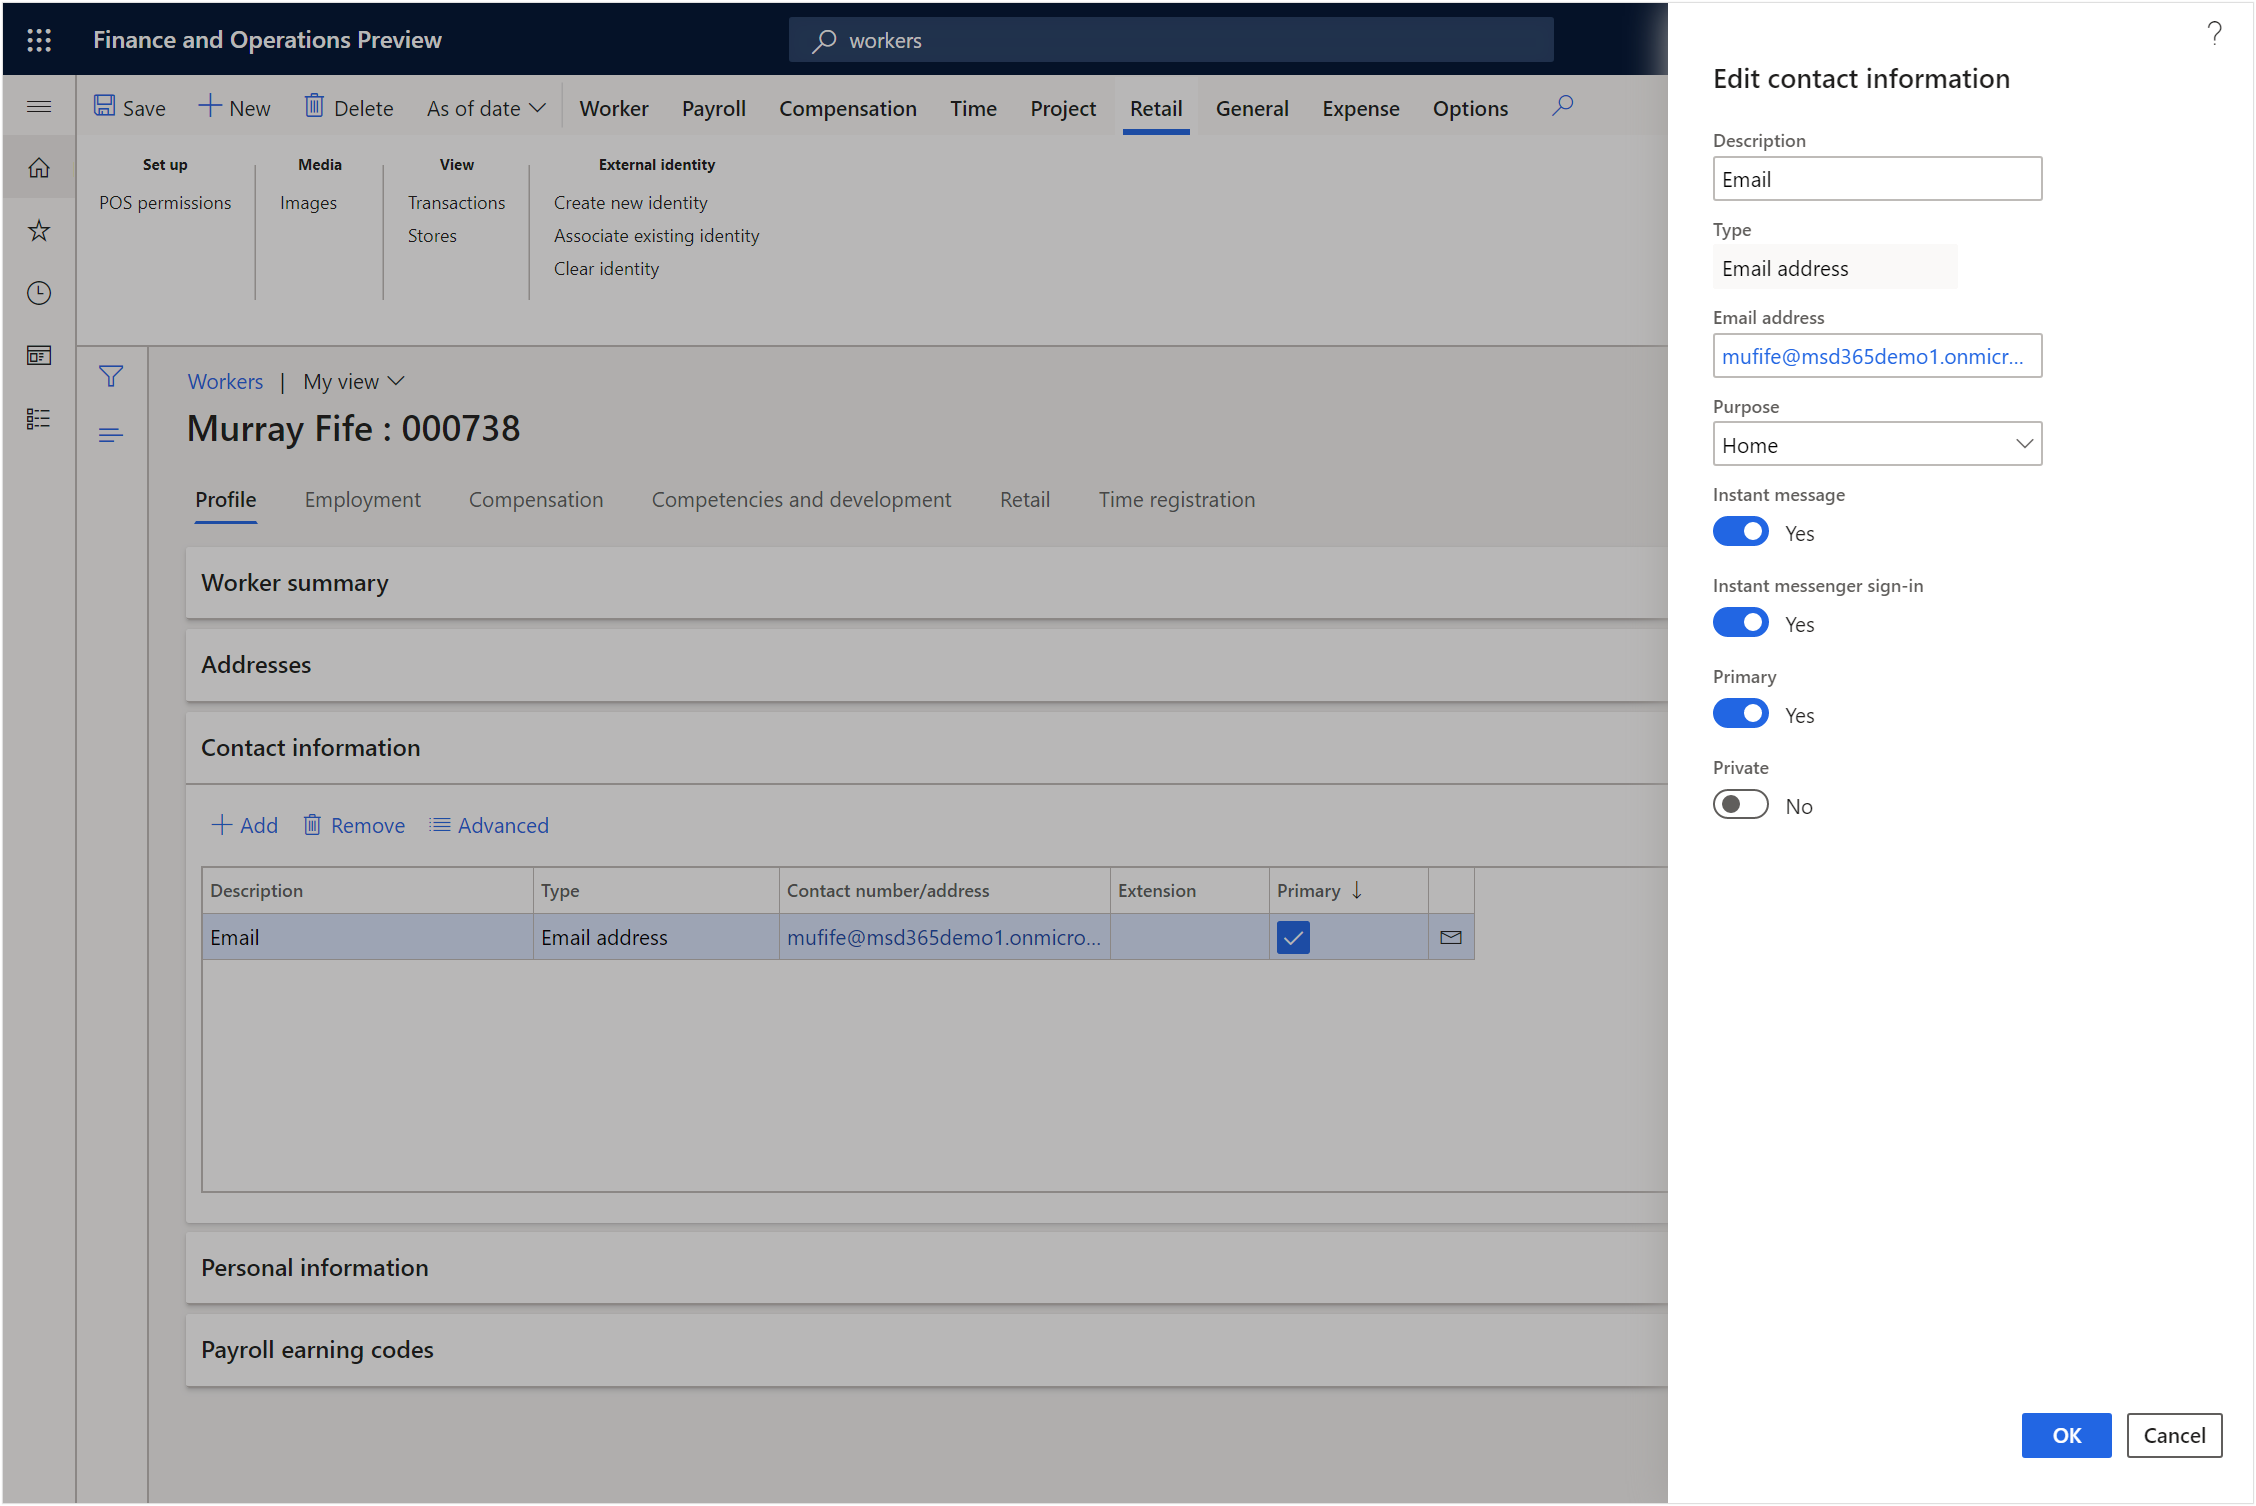 Finance and Operations Preview
workers
?
Save New Delete As of date Worker Payroll Compensation Time Project Retail General Expense Options
Set up
POS permissions
Media
Images
View
Transactions
Stores
External identity
Create new identity
Associate existing identity
Clear identity
Workers | My view
Murray Fife : 000738
Profile Employment Compensation Competencies and development Retail Time registration
Worker summary
Addresses
Contact information
Add Remove Advanced
Description Type Contact number/address Extension Primary ↓
Email Email address mufife@msd365demo1.onmicro...
Personal information
Payroll earning codes
Edit contact information
Description
Email
Type
Email address
Email address
mufife@msd365demo1.onmicr...
Purpose
Home
Instant message
Yes
Instant messenger sign-in
Yes
Primary
Yes
Private
No
OK Cancel